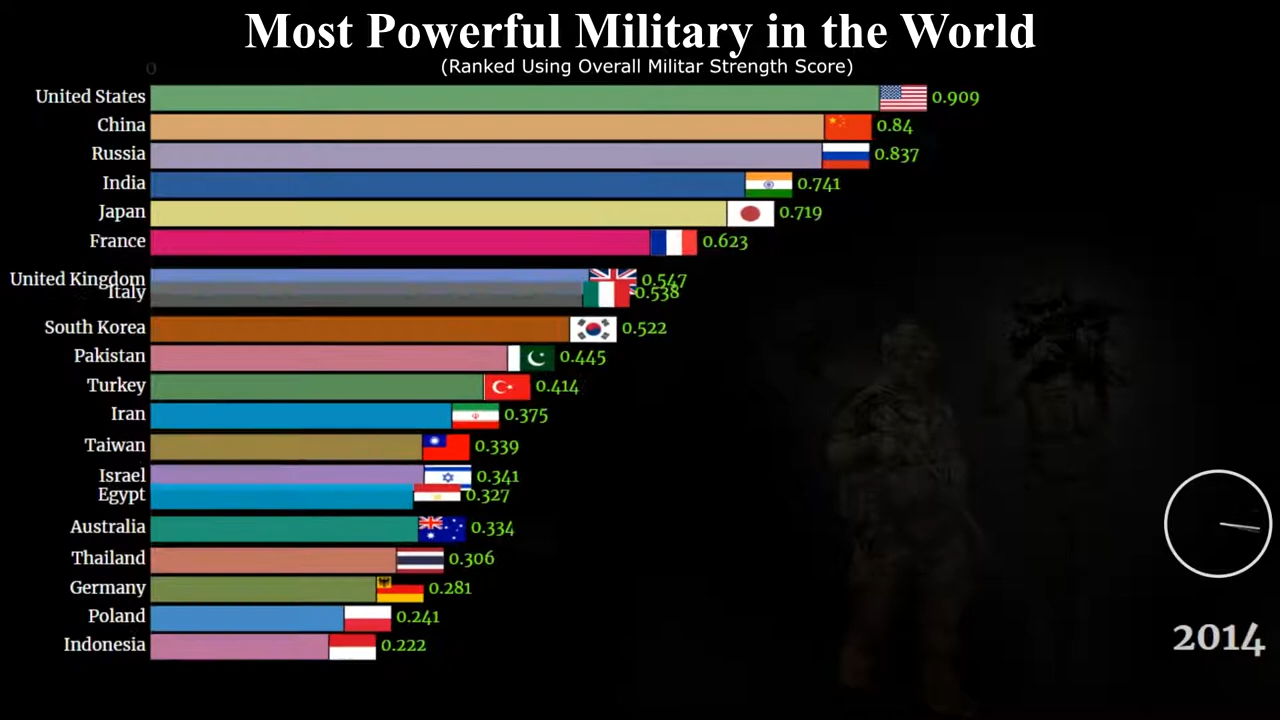 Most Powerful Military in the World
(Ranked Using Overall Militar Strength Score)
0
United States 0.909
China 0.84
Russia 0.837
India 0.741
Japan 0.719
France 0.623
United Kingdom 0.547
Italy 0.538
South Korea 0.522
Pakistan 0.445
Turkey 0.414
Iran 0.375
Taiwan 0.339
Israel 0.341
Egypt 0.327
Australia 0.334
Thailand 0.306
Germany 0.281
Poland 0.241
Indonesia 0.222
2014